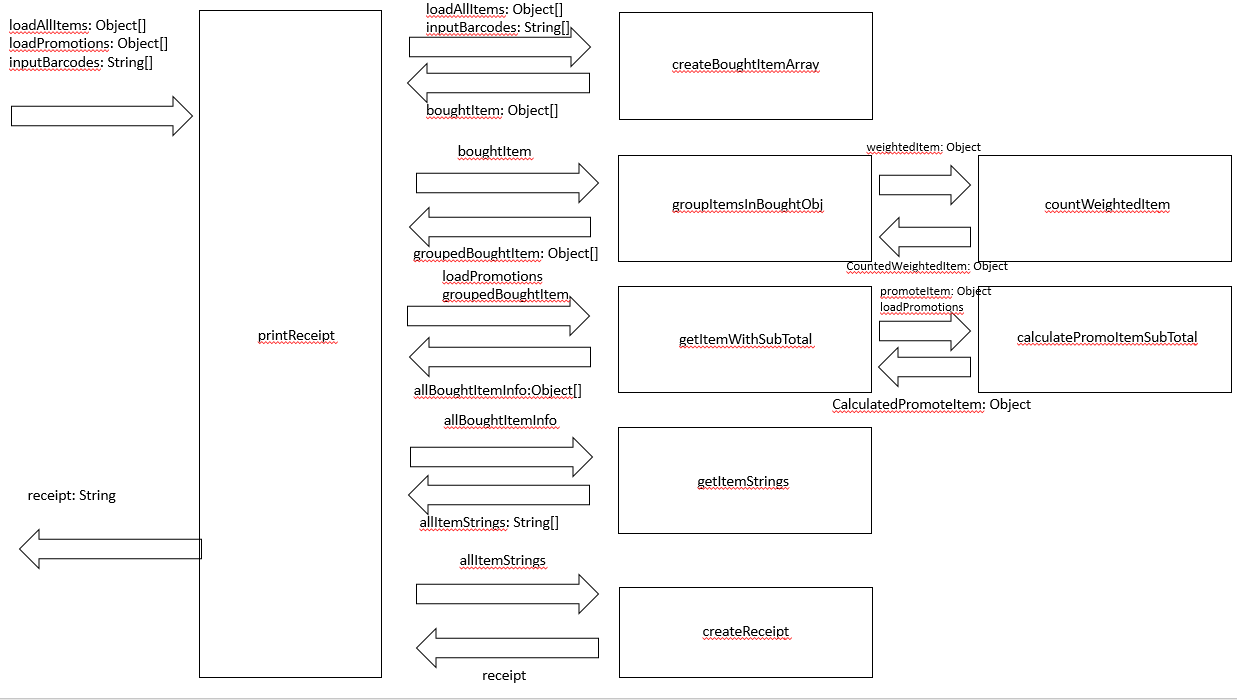 loadAllItems: Object[]
loadPromotions: Object[]
inputBarcodes: String[]
printReceipt
receipt: String
loadAllItems: Object[]
inputBarcodes: String[]
boughtItem: Object[]
createBoughtItemArray
boughtItem
groupedBoughtItem: Object[]
groupItemsInBoughtObj
weightedItem: Object
CountedWeightedItem: Object
countWeightedItem
loadPromotions
groupedBoughtItem
allBoughtItemInfo:Object[]
getItemWithSubTotal
promoteItem: Object
loadPromotions
CalculatedPromoteItem: Object
calculatePromoItemSubTotal
allBoughtItemInfo
allItemStrings: String[]
getItemStrings
allItemStrings
receipt
createReceipt